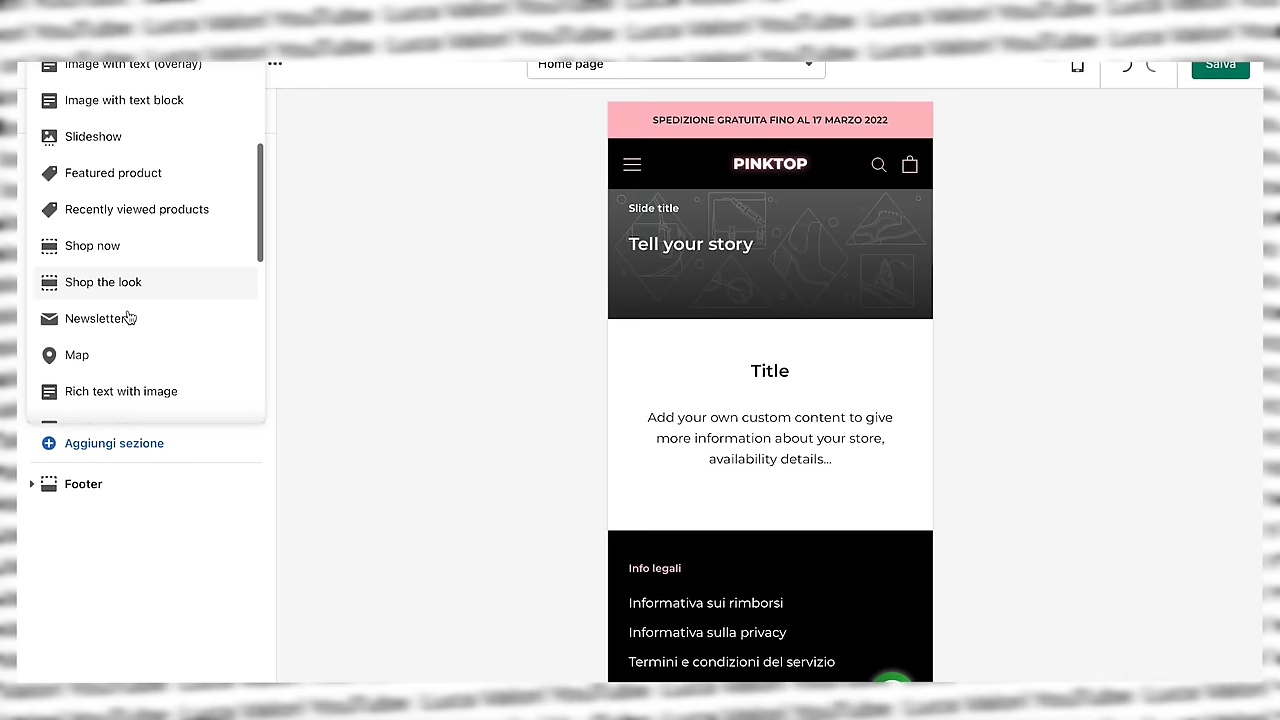 Image with text (overlay)
Home page
Salva
Image with text block
Slideshow
Featured product
Recently viewed products
Shop now
Shop the look
Newsletter
Map
Rich text with image
Aggiungi sezione
Footer
SPEDIZIONE GRATUITA FINO AL 17 MARZO 2022
PINKTOP
Slide title
Tell your story
Title
Add your own custom content to give
more information about your store,
availability details...
Info legali
Informativa sui rimborsi
Informativa sulla privacy
Termini e condizioni del servizio